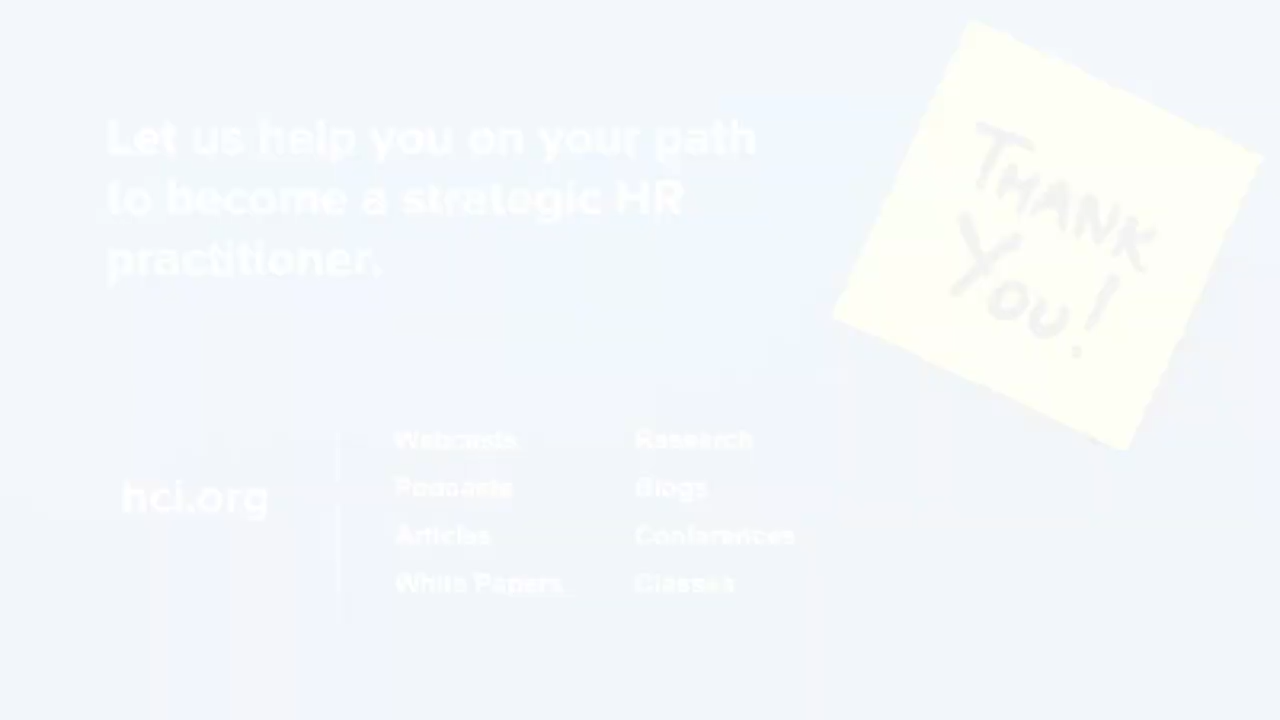 Let us help you on your path
to become a strategic HR
practitioner.
THANK
YOU!
hci.org
Webcasts
Podcasts
Articles
White Papers
Research
Blogs
Conferences
Classes